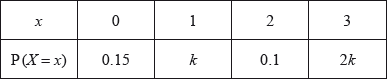 x 0 1 2 3
P(X = x) 0.15 k 0.1 2k